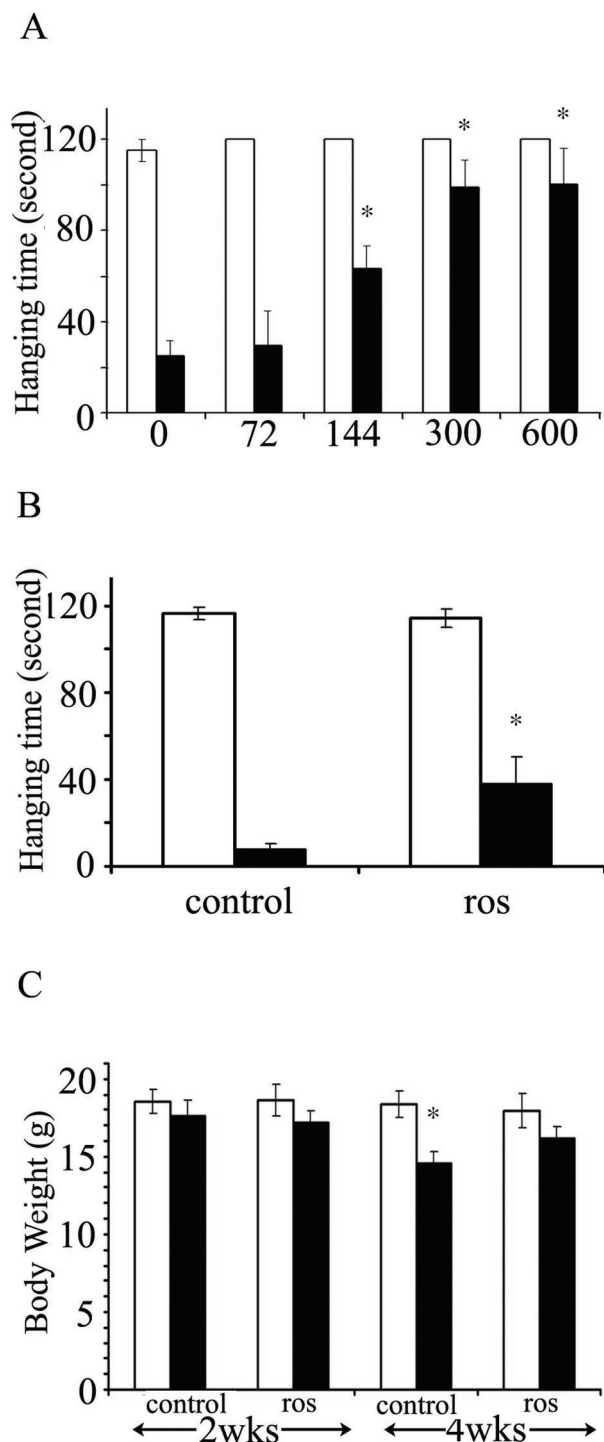 A
Hanging time (second)
120
80
40
0
*
*
*
0 72 144 300 600
B
Hanging time (second)
120
80
40
0
*
control ros
C
Body Weight (g)
20
15
10
5
0
*
control ros control ros
2wks 4wks